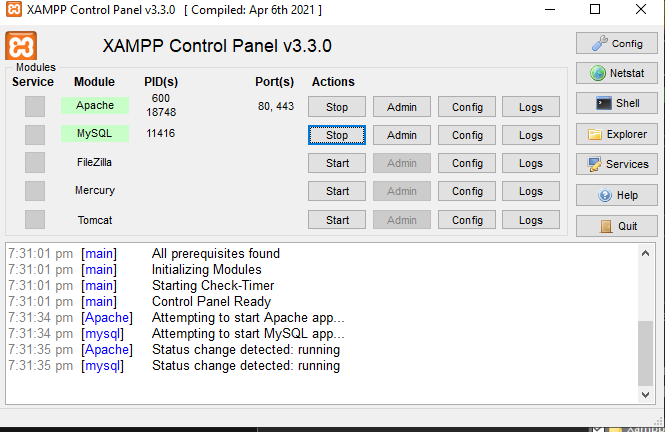 XAMPP Control Panel v3.3.0 [ Compiled: Apr 6th 2021 ]
XAMPP Control Panel v3.3.0
Config
Modules
Service Module PID(s) Port(s) Actions
Netstat
Apache 600 18748 80, 443 Stop Admin Config Logs
Shell
MySQL 11416 Stop Admin Config Logs
Explorer
FileZilla Start Admin Config Logs
Services
Mercury Start Admin Config Logs
Help
Tomcat Start Admin Config Logs
Quit
7:31:01 pm [main] All prerequisites found
7:31:01 pm [main] Initializing Modules
7:31:01 pm [main] Starting Check-Timer
7:31:01 pm [main] Control Panel Ready
7:31:34 pm [Apache] Attempting to start Apache app...
7:31:34 pm [mysql] Attempting to start MySQL app...
7:31:35 pm [Apache] Status change detected: running
7:31:35 pm [mysql] Status change detected: running